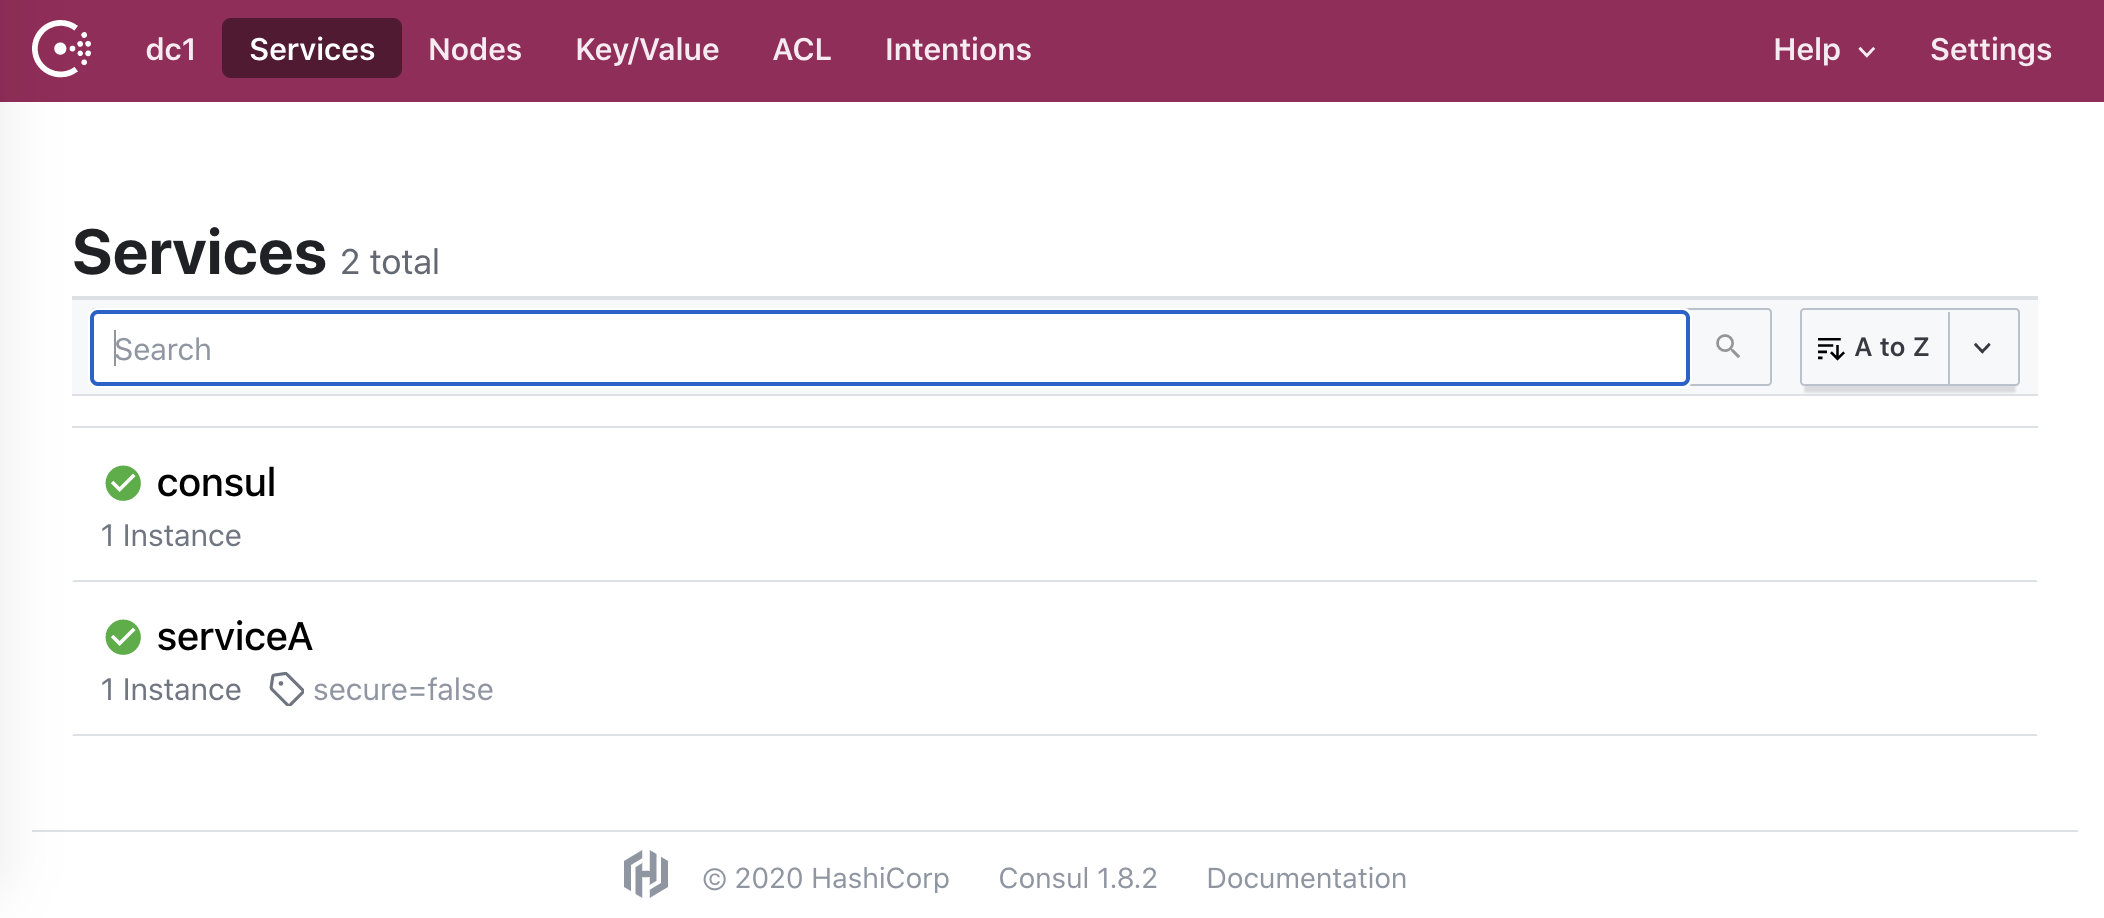 dc1 Services Nodes Key/Value ACL Intentions Help Settings
Services 2 total
Search A to Z
consul
1 Instance
serviceA
1 Instance secure=false
© 2020 HashiCorp Consul 1.8.2 Documentation